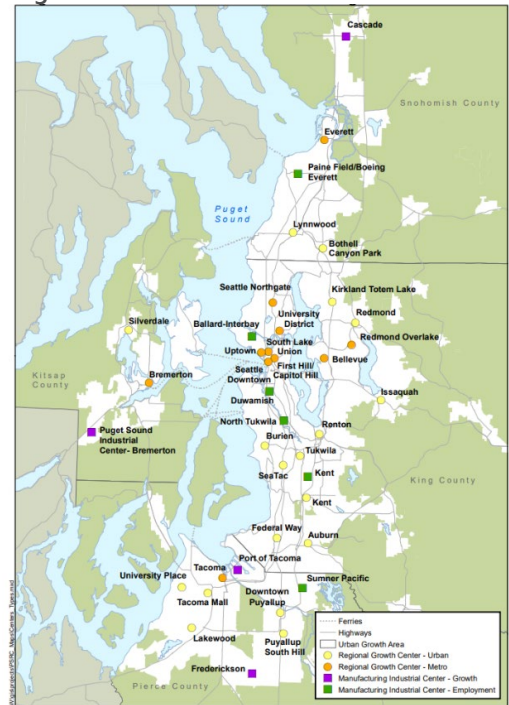 Cascade
Snohomish County
Everett
Paine Field/Boeing
Everett
Puget
Sound
Lynnwood
Bothell
Canyon Park
Seattle Northgate
Kirkland Totem Lake
University
District
Redmond
Silverdale
Ballard-Interbay
South Lake
Union
Redmond Overlake
Uptown
First Hill/
Capitol Hill
Bellevue
Kitsap
County
Bremerton
Seattle
Downtown
Duwamish
Issaquah
North Tukwila
Puget Sound
Industrial
Center- Bremerton
Renton
Burien
Tukwila
SeaTac
Kent
King County
Kent
Federal Way
Auburn
Port of Tacoma
Tacoma
University Place
Sumner Pacific
Tacoma Mall
Downtown
Puyallup
Lakewood
Puyallup
South Hill
Frederickson
Pierce County
Ferries
Highways
Urban Growth Area
Regional Growth Center - Urban
Regional Growth Center - Metro
Manufacturing Industrial Center - Growth
Manufacturing Industrial Center - Employment